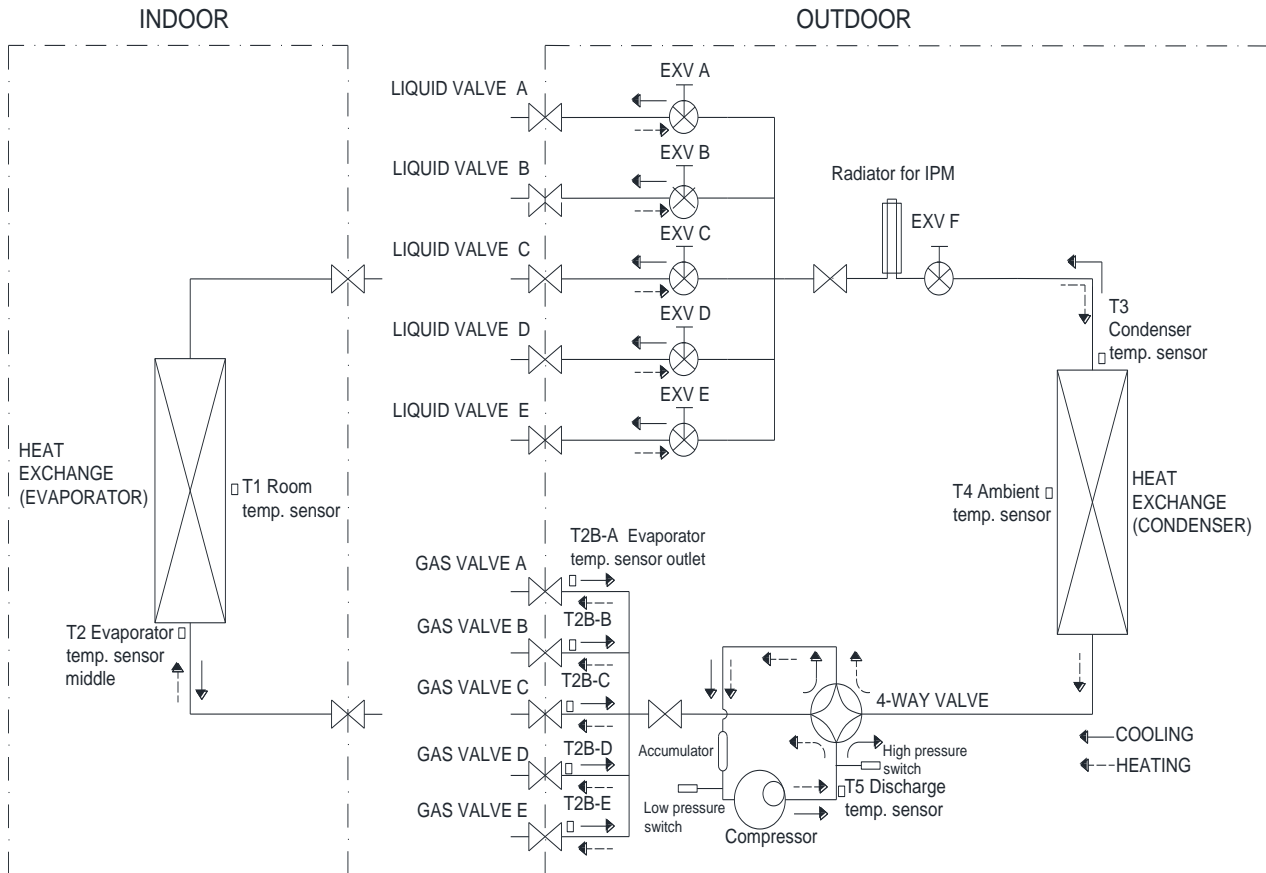 INDOOR
OUTDOOR
LIQUID VALVE A
EXV A
LIQUID VALVE B
EXV B
LIQUID VALVE C
EXV C
LIQUID VALVE D
EXV D
LIQUID VALVE E
EXV E
Radiator for IPM
EXV F
T3
Condenser
temp. sensor
HEAT
EXCHANGE
(EVAPORATOR)
T1 Room
temp. sensor
T2 Evaporator
temp. sensor
middle
T4 Ambient
temp. sensor
HEAT
EXCHANGE
(CONDENSER)
T2B-A Evaporator
temp. sensor outlet
GAS VALVE A
GAS VALVE B
T2B-B
GAS VALVE C
T2B-C
GAS VALVE D
T2B-D
GAS VALVE E
T2B-E
4-WAY VALVE
Accumulator
High pressure
switch
Low pressure
switch
T5 Discharge
temp. sensor
Compressor
COOLING
HEATING